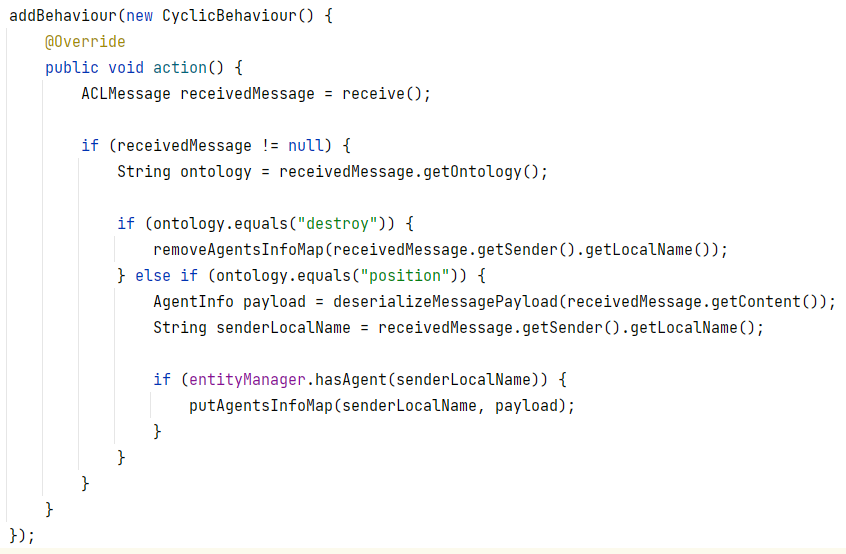 addBehaviour(new CyclicBehaviour() {
    @Override
    public void action() {
        ACLMessage receivedMessage = receive();

        if (receivedMessage != null) {
            String ontology = receivedMessage.getOntology();

            if (ontology.equals("destroy")) {
                removeAgentsInfoMap(receivedMessage.getSender().getLocalName());
            } else if (ontology.equals("position")) {
                AgentInfo payload = deserializeMessagePayload(receivedMessage.getContent());
                String senderLocalName = receivedMessage.getSender().getLocalName();

                if (entityManager.hasAgent(senderLocalName)) {
                    putAgentsInfoMap(senderLocalName, payload);
                }
            }
        }
    }
});